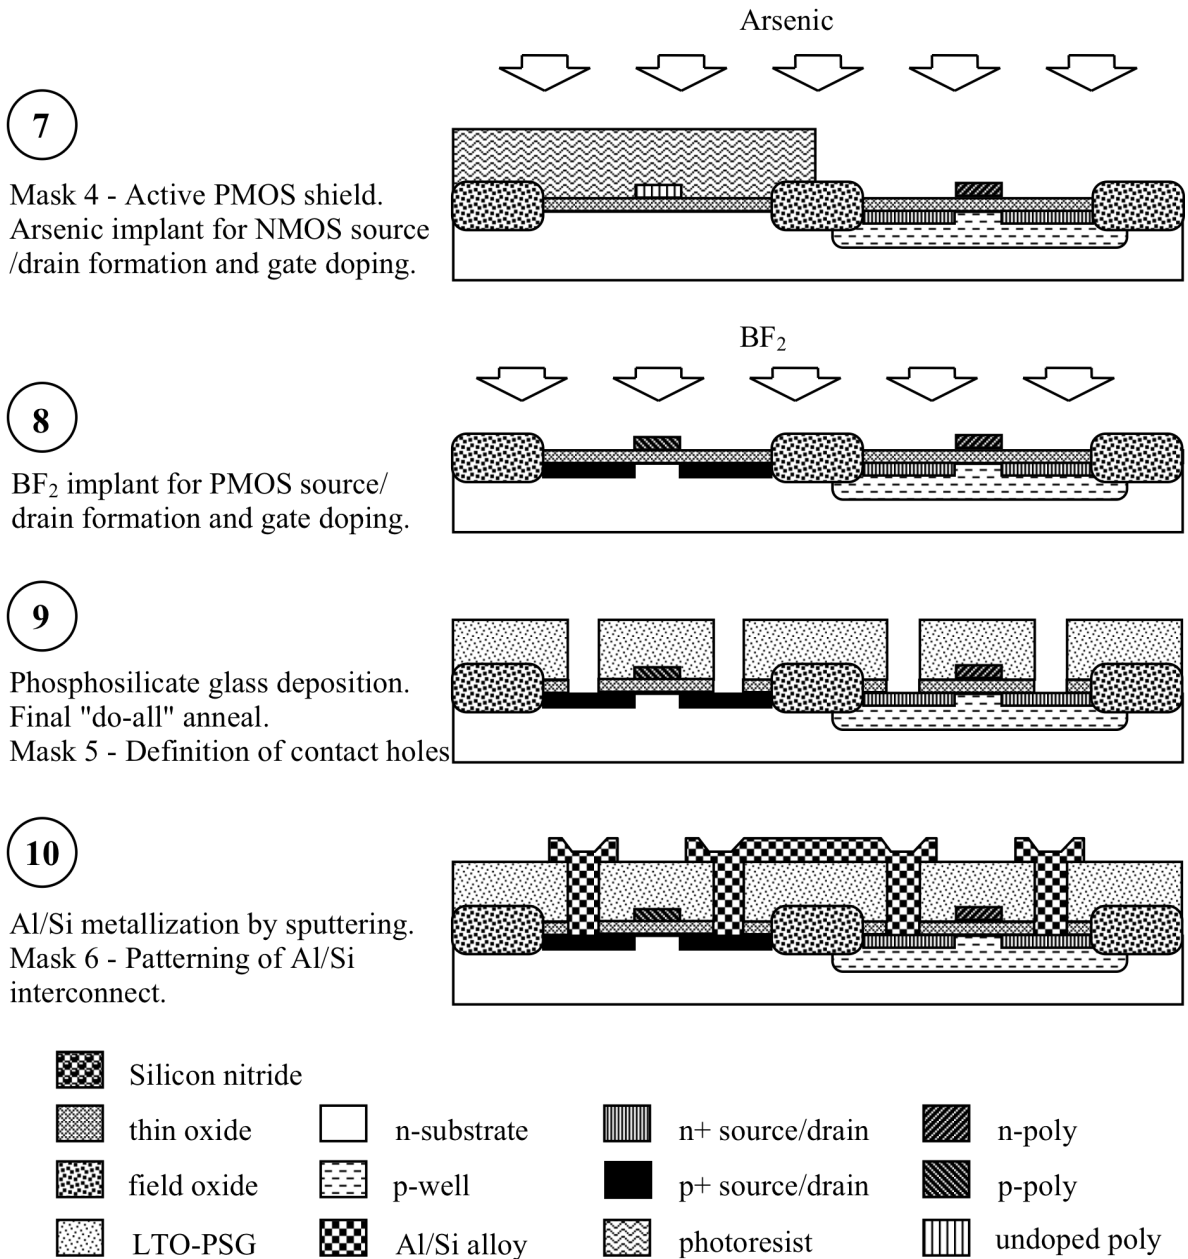 Arsenic
7
Mask 4 - Active PMOS shield.
Arsenic implant for NMOS source
/drain formation and gate doping.
BF₂
8
BF₂ implant for PMOS source/
drain formation and gate doping.
9
Phosphosilicate glass deposition.
Final "do-all" anneal.
Mask 5 - Definition of contact holes
10
Al/Si metallization by sputtering.
Mask 6 - Patterning of Al/Si
interconnect.
Silicon nitride
thin oxide n-substrate n+ source/drain n-poly
field oxide p-well p+ source/drain p-poly
LTO-PSG Al/Si alloy photoresist undoped poly